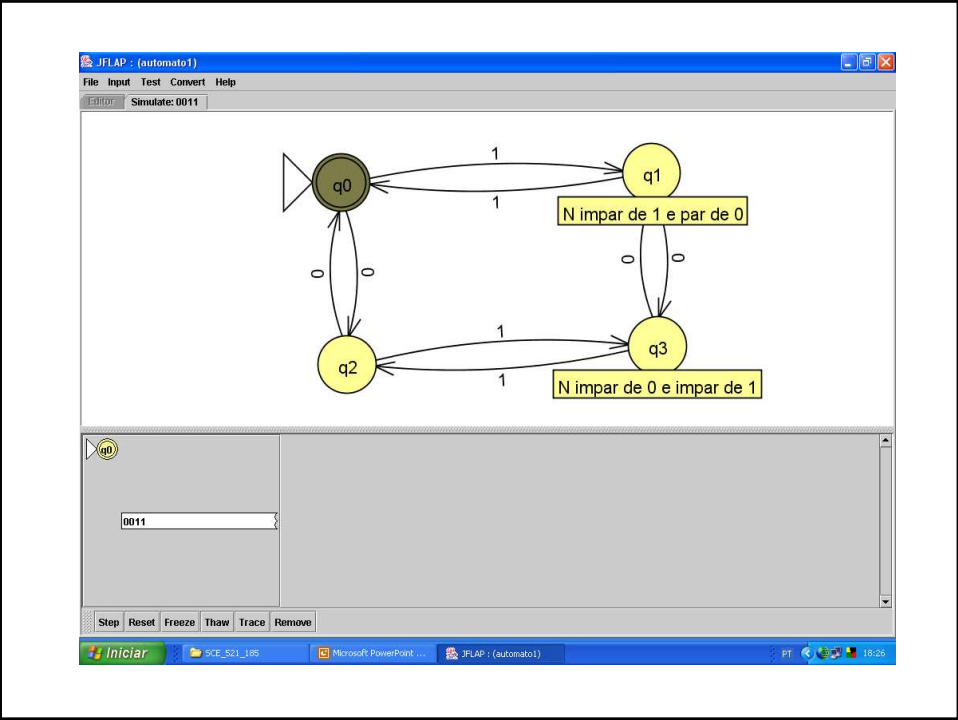 JFLAP : (automato1)
File Input Test Convert Help
Editor Simulate: 0011
1
q0
q1
1
N impar de 1 e par de 0
0 0
0 0
1
q2
q3
1
N impar de 0 e impar de 1
q0
0011
Step Reset Freeze Thaw Trace Remove
Iniciar SCE_521_185 Microsoft PowerPoint ... JFLAP : (automato1) PT 18:26